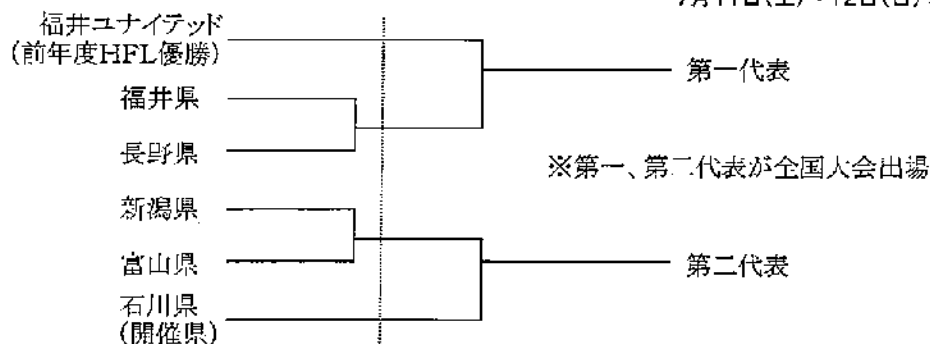 福井ユナイテッド
(前年度HFL優勝)
第一代表
福井県
長野県
※第一、第二代表が全国大会出場
新潟県
富山県
第二代表
石川県
(開催県)